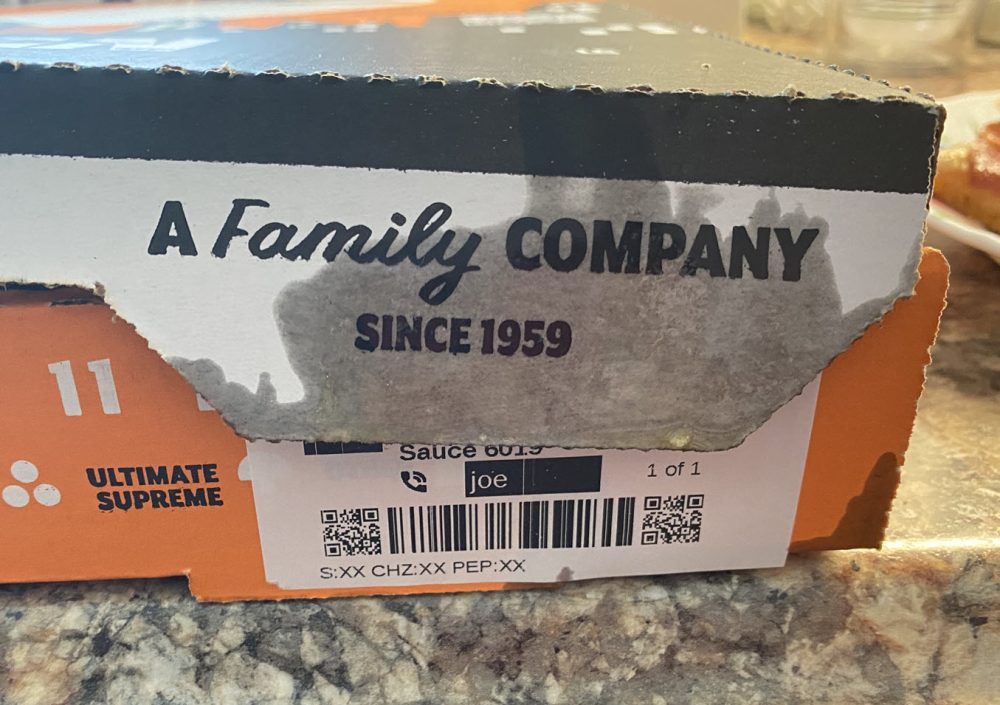 A Family COMPANY
SINCE 1959
11
ULTIMATE
SUPREME
Sauce 6019
joe
1 of 1
S:XX CHZ:XX PEP:XX